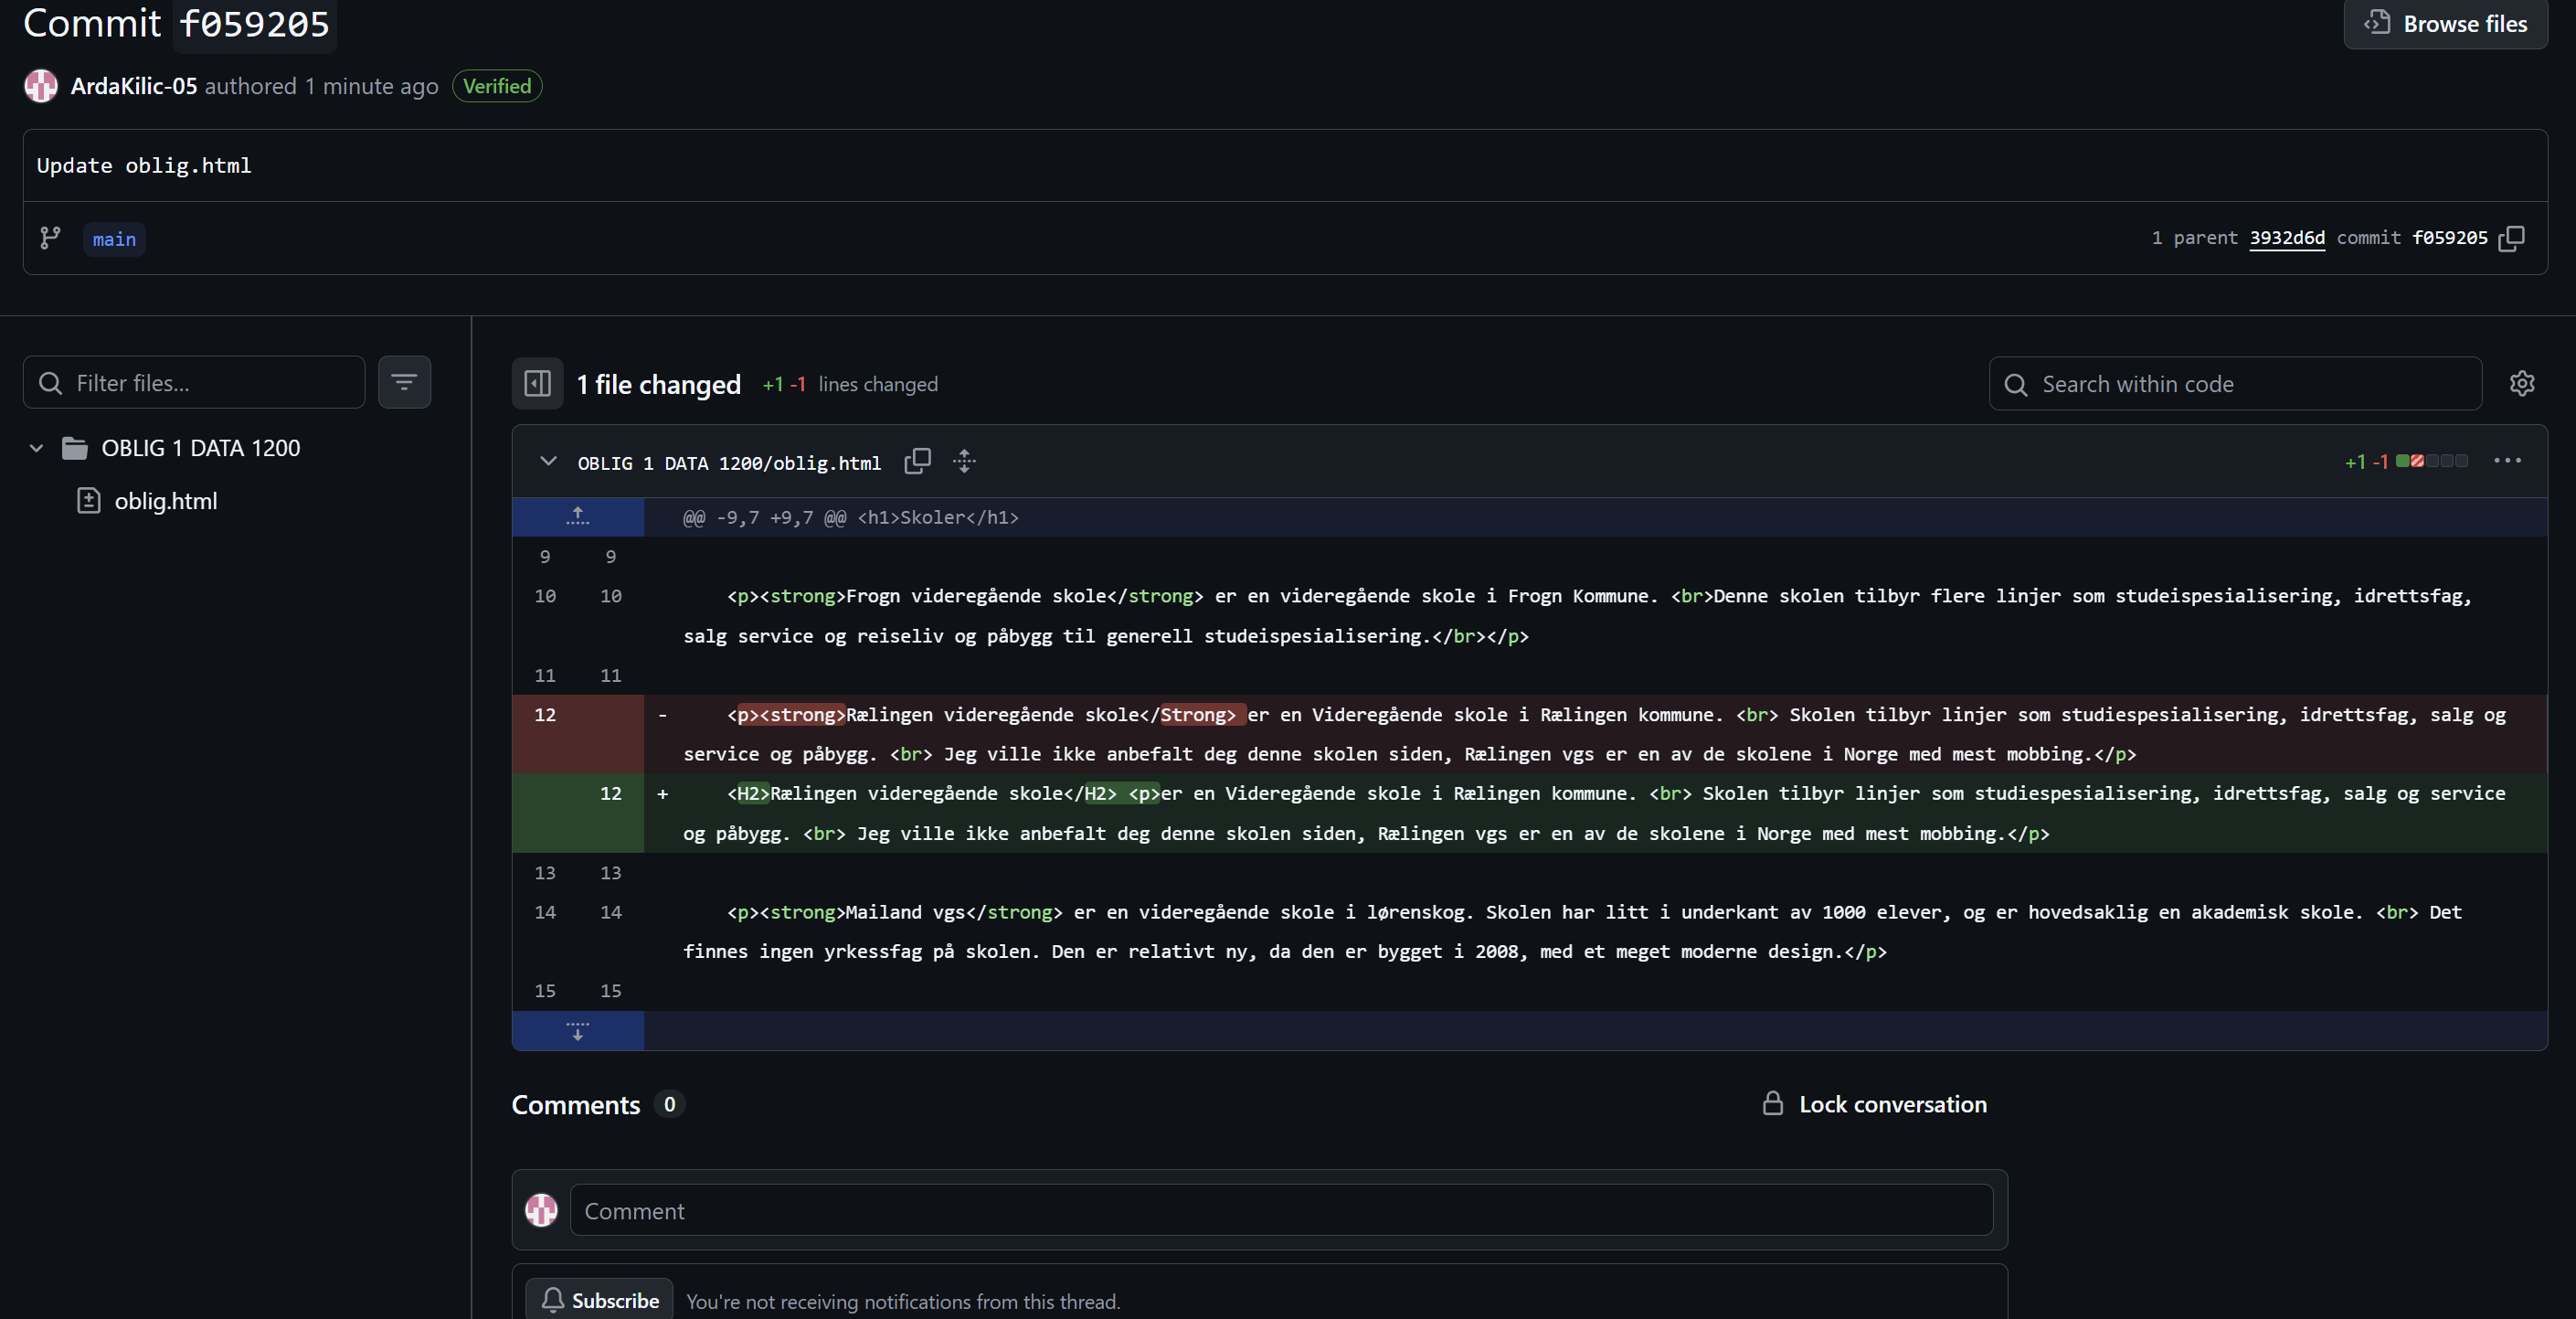 Commit f059205
Browse files
ArdaKilic-05 authored 1 minute ago Verified
Update oblig.html
main
1 parent 3932d6d commit f059205
Filter files...
1 file changed +1 -1 lines changed
Search within code
OBLIG 1 DATA 1200
oblig.html
OBLIG 1 DATA 1200/oblig.html
+1 -1
@@ -9,7 +9,7 @@ <h1>Skoler</h1>
9 9
10 10 <p><strong>Frogn videregående skole</strong> er en videregående skole i Frogn Kommune. <br>Denne skolen tilbyr flere linjer som studeispesialisering, idrettsfag,
salg service og reiseliv og påbygg til generell studeispesialisering.</br></p>
11 11
12 - <p><strong>Rælingen videregående skole</Strong> er en Videregående skole i Rælingen kommune. <br> Skolen tilbyr linjer som studiespesialisering, idrettsfag, salg og
service og påbygg. <br> Jeg ville ikke anbefalt deg denne skolen siden, Rælingen vgs er en av de skolene i Norge med mest mobbing.</p>
12 + <H2>Rælingen videregående skole</H2> <p>er en Videregående skole i Rælingen kommune. <br> Skolen tilbyr linjer som studiespesialisering, idrettsfag, salg og service
og påbygg. <br> Jeg ville ikke anbefalt deg denne skolen siden, Rælingen vgs er en av de skolene i Norge med mest mobbing.</p>
13 13
14 14 <p><strong>Mailand vgs</strong> er en videregående skole i lørenskog. Skolen har litt i underkant av 1000 elever, og er hovedsaklig en akademisk skole. <br> Det
finnes ingen yrkessfag på skolen. Den er relativt ny, da den er bygget i 2008, med et meget moderne design.</p>
15 15
Comments 0
Lock conversation
Comment
Subscribe You're not receiving notifications from this thread.